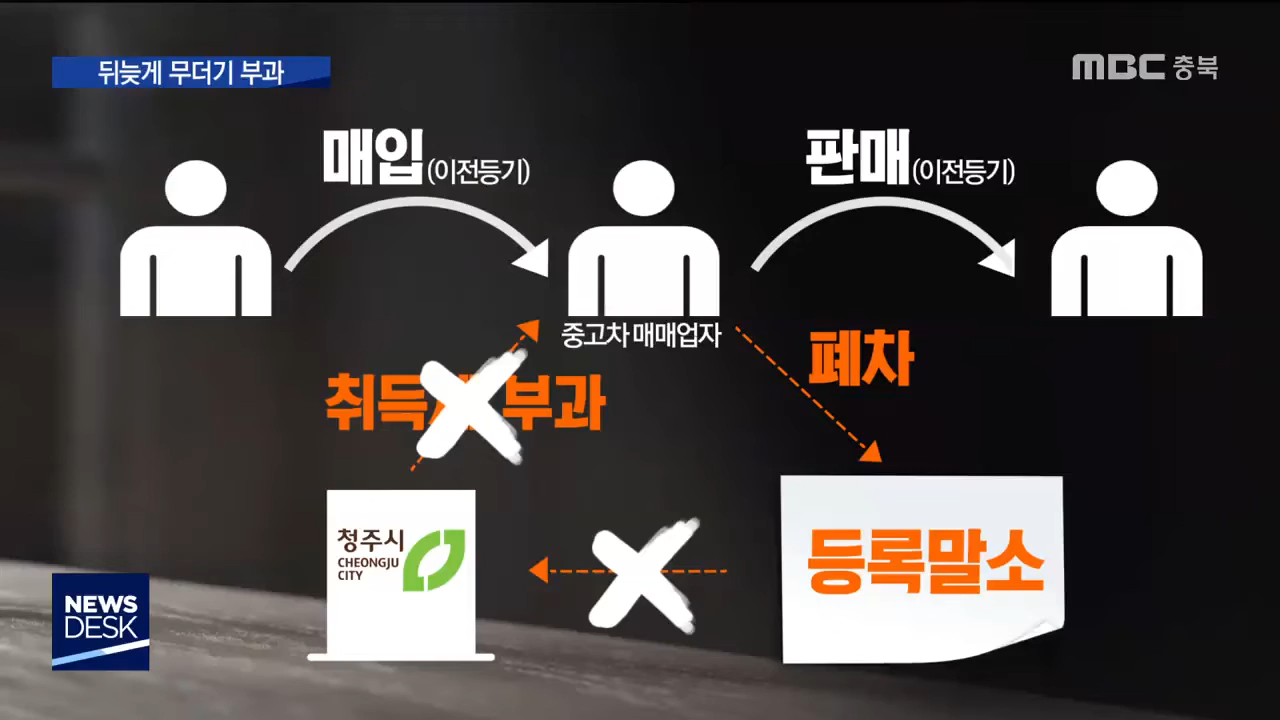 뒤늦게 무더기 부과
MBC 충북
매입(이전등기)
판매(이전등기)
중고차 매매업자
폐차
취득 부과
청주시
CHEONGJU
CITY
등록말소
NEWS
DESK